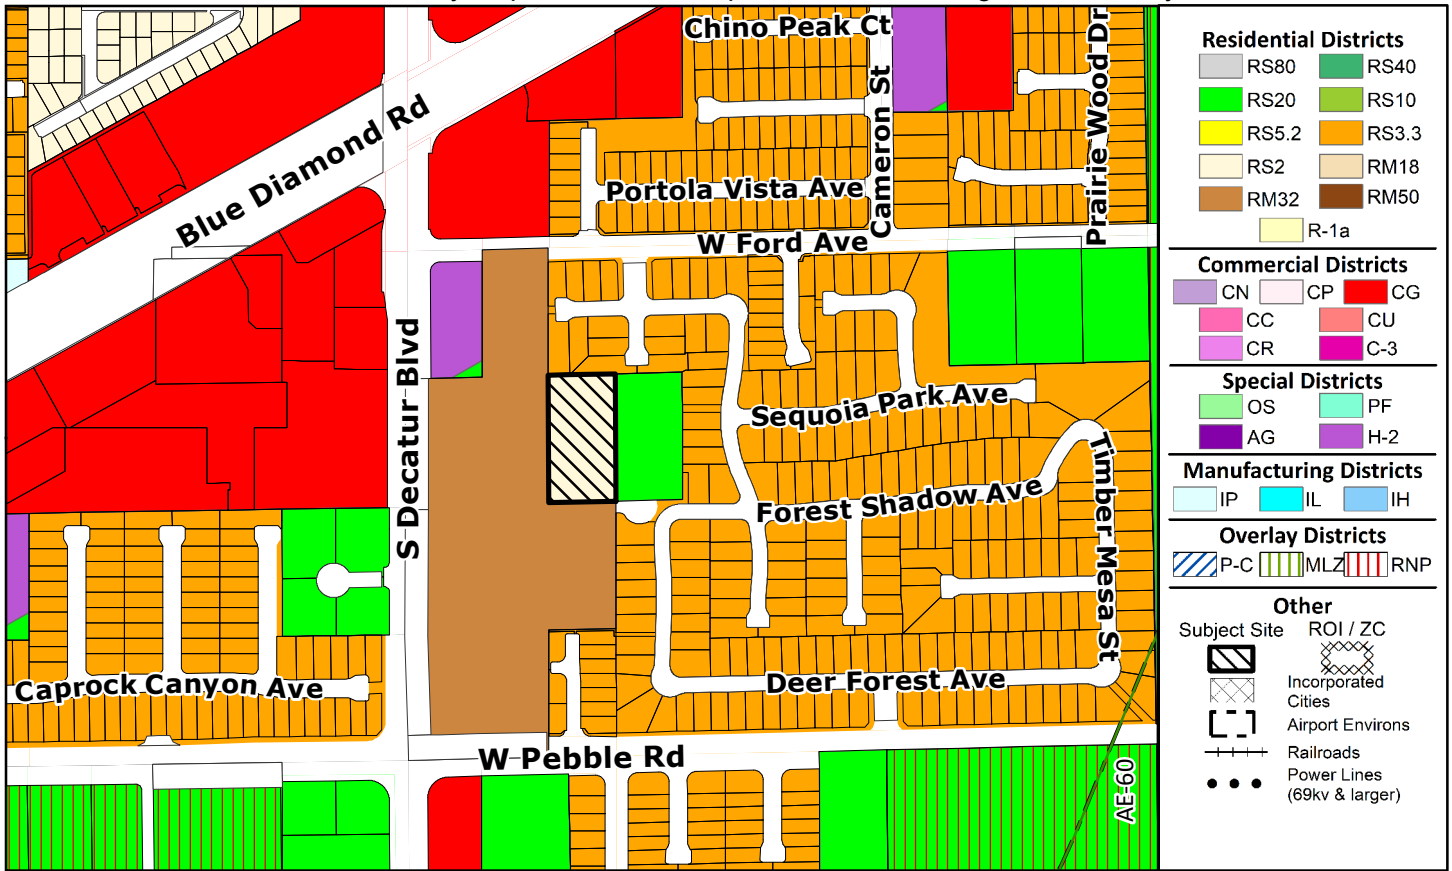 Chino Peak Ct
Prairie Wood Dr
Cameron St
Blue Diamond Rd
Portola Vista Ave
W Ford Ave
S Decatur Blvd
Sequoia Park Ave
Forest Shadow Ave
Timber Mesa St
Caprock Canyon Ave
Deer Forest Ave
W Pebble Rd
AE-60
Residential Districts
RS80 RS40
RS20 RS10
RS5.2 RS3.3
RS2 RM18
RM32 RM50
R-1a
Commercial Districts
CN CP CG
CC CU
CR C-3
Special Districts
OS PF
AG H-2
Manufacturing Districts
IP IL IH
Overlay Districts
P-C MLZ RNP
Other
Subject Site ROI / ZC
Incorporated
Cities
Airport Environs
Railroads
Power Lines
(69kv & larger)